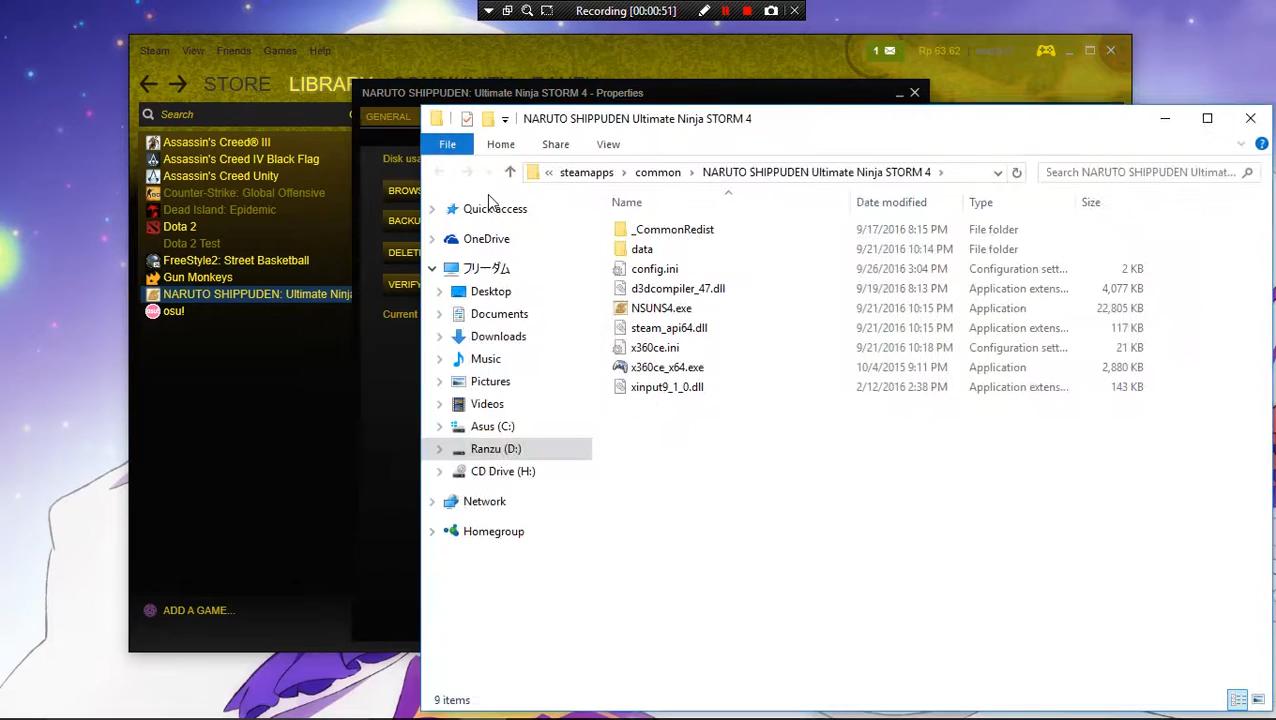 Recording [00:00:51]
Steam View Friends Games Help
1
Rp 63.62
STORE LIBRARY
Search
Assassin's Creed® III
Assassin's Creed IV Black Flag
Assassin's Creed Unity
Counter-Strike: Global Offensive
Dead Island: Epidemic
Dota 2
Dota 2 Test
FreeStyle2: Street Basketball
Gun Monkeys
NARUTO SHIPPUDEN: Ultimate Ninja
osu!
ADD A GAME...
NARUTO SHIPPUDEN: Ultimate Ninja STORM 4 - Properties
GENERAL
Disk usa
BROWS
BACKU
DELET
VERIFY
Current
NARUTO SHIPPUDEN Ultimate Ninja STORM 4
File Home Share View
« steamapps > common > NARUTO SHIPPUDEN Ultimate Ninja STORM 4 >
Search NARUTO SHIPPUDEN Ultimat...
Quick access
OneDrive
フリーダム
Desktop
Documents
Downloads
Music
Pictures
Videos
Asus (C:)
Ranzu (D:)
CD Drive (H:)
Network
Homegroup
Name Date modified Type Size
_CommonRedist 9/17/2016 8:15 PM File folder
data 9/21/2016 10:14 PM File folder
config.ini 9/26/2016 3:04 PM Configuration sett... 2 KB
d3dcompiler_47.dll 9/19/2016 8:13 PM Application extens... 4,077 KB
NSUNS4.exe 9/21/2016 10:15 PM Application 22,805 KB
steam_api64.dll 9/21/2016 10:15 PM Application extens... 117 KB
x360ce.ini 9/21/2016 10:18 PM Configuration sett... 21 KB
x360ce_x64.exe 10/4/2015 9:11 PM Application 2,880 KB
xinput9_1_0.dll 2/12/2016 2:38 PM Application extens... 143 KB
9 items